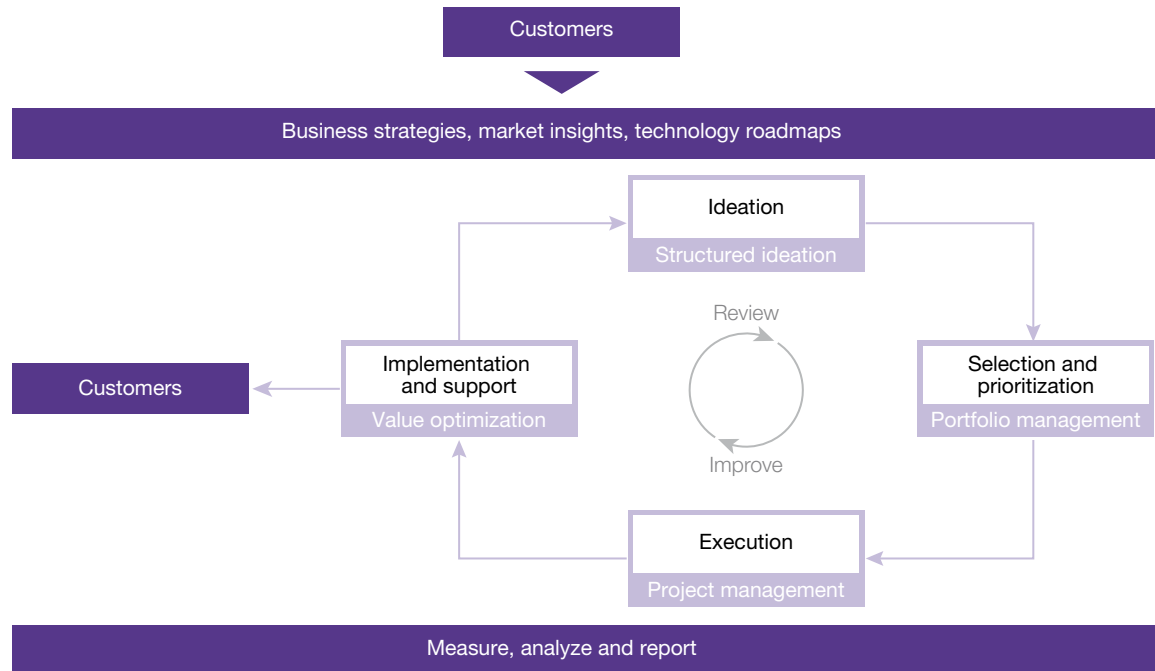 Customers
Business strategies, market insights, technology roadmaps
Ideation
Structured ideation
Review
Implementation
and support
Value optimization
Customers
Selection and
prioritization
Portfolio management
Improve
Execution
Project management
Measure, analyze and report